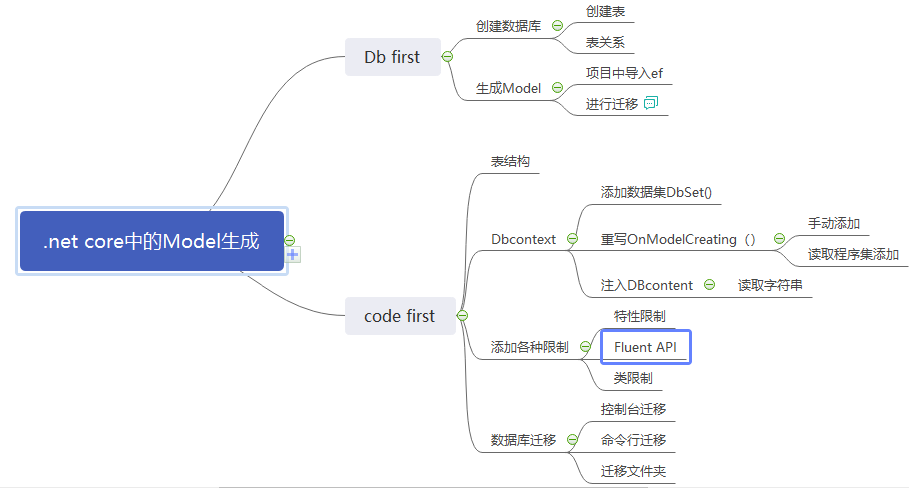 .net core中的Model生成
Db first
创建数据库
创建表
表关系
生成Model
项目中导入ef
进行迁移
code first
表结构
Dbcontext
添加数据集DbSet()
重写OnModelCreating（）
手动添加
读取程序集添加
注入DBcontent
读取字符串
添加各种限制
特性限制
Fluent API
类限制
数据库迁移
控制台迁移
命令行迁移
迁移文件夹